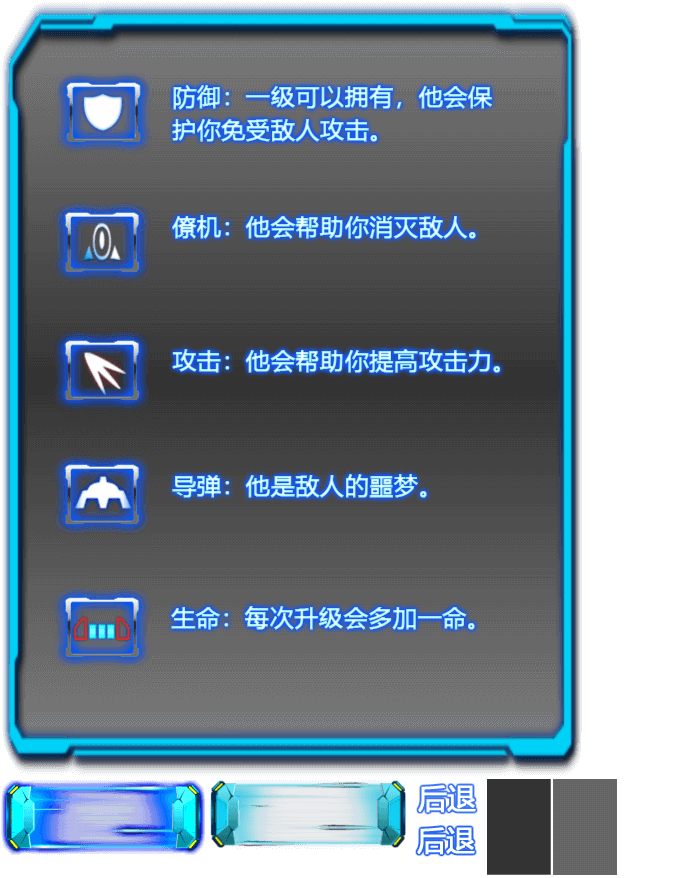 防御：一级可以拥有，他会保
护你免受敌人攻击。
僚机：他会帮助你消灭敌人。
攻击：他会帮助你提高攻击力。
导弹：他是敌人的噩梦。
生命：每次升级会多加一命。
后退
后退